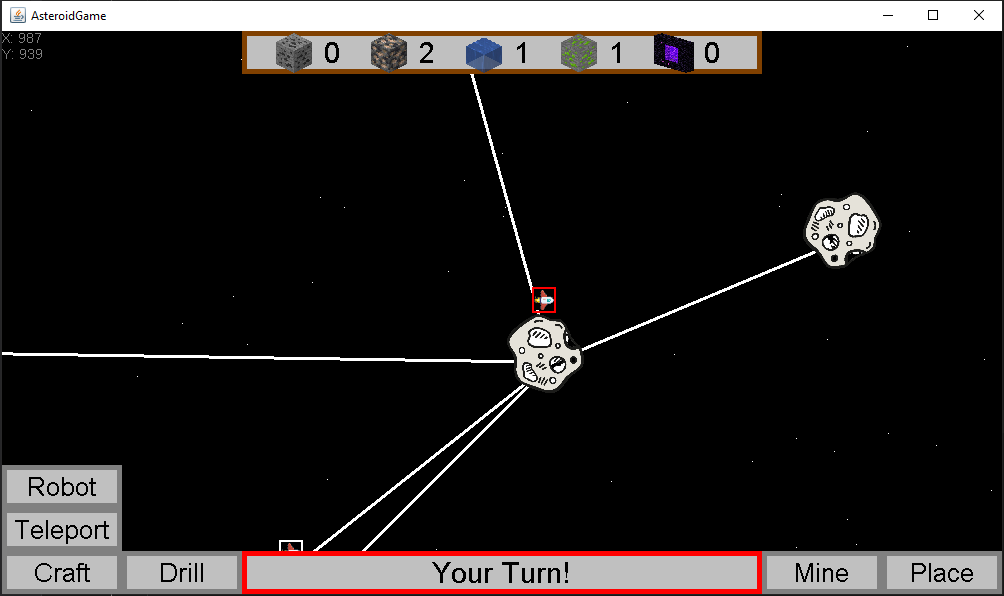 AsteroidGame
X: 987
Y: 939
0 2 1 1 0
Robot
Teleport
Craft Drill Your Turn! Mine Place